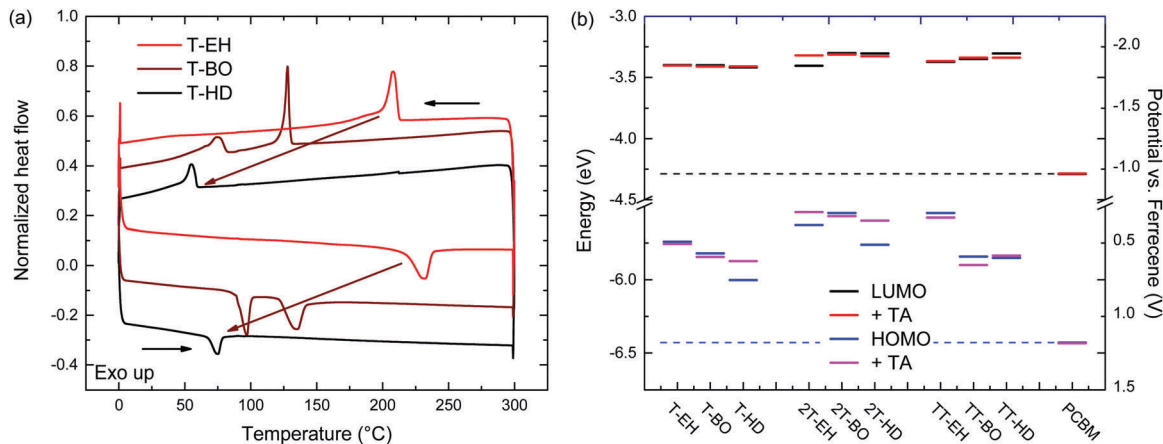 (a)
T-EH
T-BO
T-HD
Exo up
Normalized heat flow
1.0
0.8
0.6
0.4
0.2
0.0
-0.2
-0.4
0
50
100
150
200
250
300
Temperature (°C)
(b)
Energy (eV)
-3.0
-3.5
-4.0
-4.5
-6.0
-6.5
LUMO
+ TA
HOMO
+ TA
T-EH
T-BO
T-HD
2T-EH
2T-BO
2T-HD
TT-EH
TT-BO
TT-HD
PCBM
-2.0
-1.5
-1.0
0.5
1.0
1.5
Potential vs. Ferrecene (V)